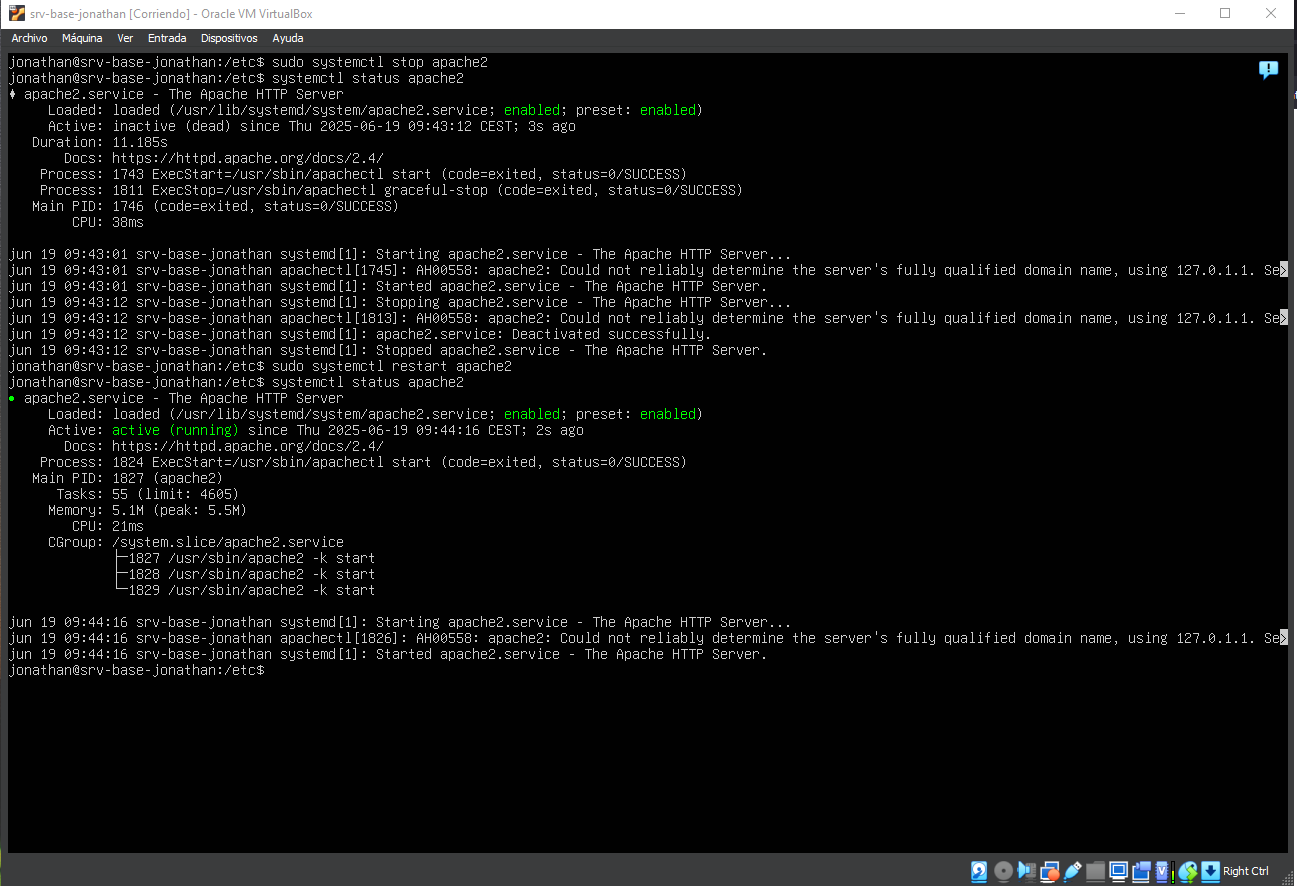 srv-base-jonathan [Corriendo] - Oracle VM VirtualBox
Archivo Máquina Ver Entrada Dispositivos Ayuda
jonathan@srv-base-jonathan:/etc$ sudo systemctl stop apache2
jonathan@srv-base-jonathan:/etc$ systemctl status apache2
♦ apache2.service - The Apache HTTP Server
Loaded: loaded (/usr/lib/systemd/system/apache2.service; enabled; preset: enabled)
Active: inactive (dead) since Thu 2025-06-19 09:43:12 CEST; 3s ago
Duration: 11.185s
Docs: https://httpd.apache.org/docs/2.4/
Process: 1743 ExecStart=/usr/sbin/apachectl start (code=exited, status=0/SUCCESS)
Process: 1811 ExecStop=/usr/sbin/apachectl graceful-stop (code=exited, status=0/SUCCESS)
Main PID: 1746 (code=exited, status=0/SUCCESS)
CPU: 38ms
jun 19 09:43:01 srv-base-jonathan systemd[1]: Starting apache2.service - The Apache HTTP Server...
jun 19 09:43:01 srv-base-jonathan apachectl[1745]: AH00558: apache2: Could not reliably determine the server's fully qualified domain name, using 127.0.1.1. Se>
jun 19 09:43:01 srv-base-jonathan systemd[1]: Started apache2.service - The Apache HTTP Server.
jun 19 09:43:12 srv-base-jonathan systemd[1]: Stopping apache2.service - The Apache HTTP Server...
jun 19 09:43:12 srv-base-jonathan apachectl[1813]: AH00558: apache2: Could not reliably determine the server's fully qualified domain name, using 127.0.1.1. Se>
jun 19 09:43:12 srv-base-jonathan systemd[1]: apache2.service: Deactivated successfully.
jun 19 09:43:12 srv-base-jonathan systemd[1]: Stopped apache2.service - The Apache HTTP Server.
jonathan@srv-base-jonathan:/etc$ sudo systemctl restart apache2
jonathan@srv-base-jonathan:/etc$ systemctl status apache2
● apache2.service - The Apache HTTP Server
Loaded: loaded (/usr/lib/systemd/system/apache2.service; enabled; preset: enabled)
Active: active (running) since Thu 2025-06-19 09:44:16 CEST; 2s ago
Docs: https://httpd.apache.org/docs/2.4/
Process: 1824 ExecStart=/usr/sbin/apachectl start (code=exited, status=0/SUCCESS)
Main PID: 1827 (apache2)
Tasks: 55 (limit: 4605)
Memory: 5.1M (peak: 5.5M)
CPU: 21ms
CGroup: /system.slice/apache2.service
├─1827 /usr/sbin/apache2 -k start
├─1828 /usr/sbin/apache2 -k start
└─1829 /usr/sbin/apache2 -k start
jun 19 09:44:16 srv-base-jonathan systemd[1]: Starting apache2.service - The Apache HTTP Server...
jun 19 09:44:16 srv-base-jonathan apachectl[1826]: AH00558: apache2: Could not reliably determine the server's fully qualified domain name, using 127.0.1.1. Se>
jun 19 09:44:16 srv-base-jonathan systemd[1]: Started apache2.service - The Apache HTTP Server.
jonathan@srv-base-jonathan:/etc$
Right Ctrl